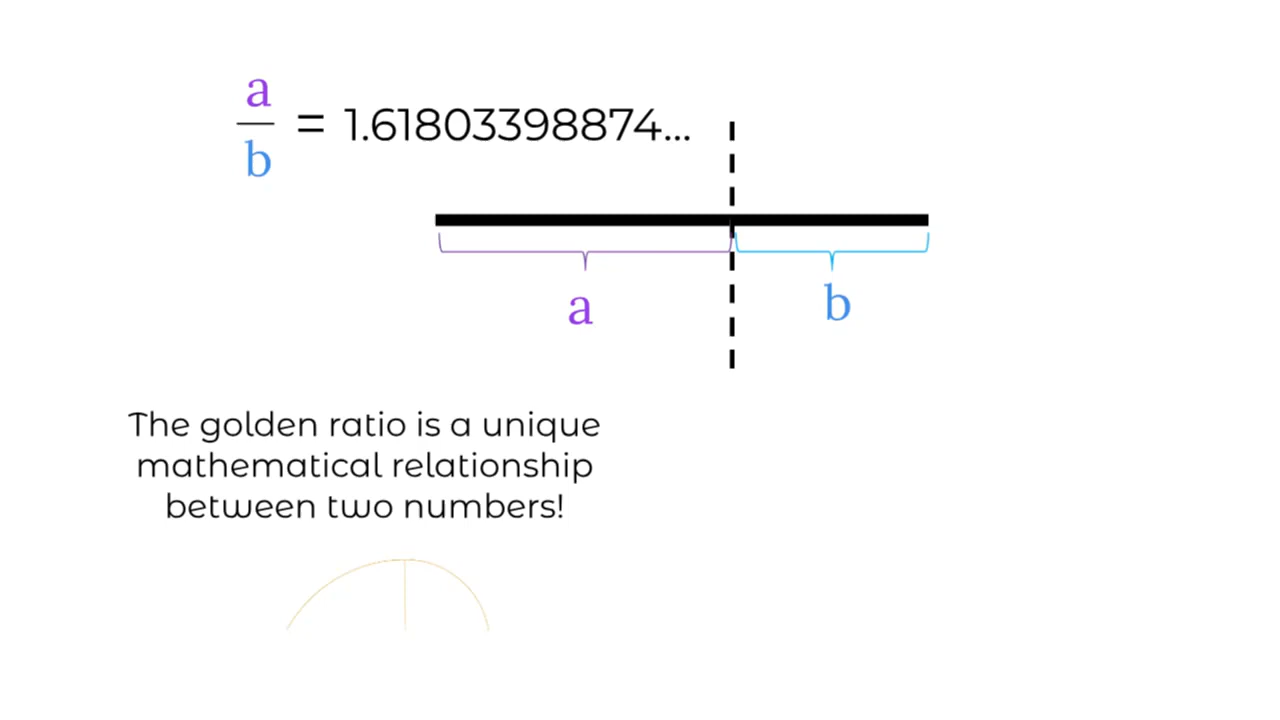 a
b
= 1.61803398874...
a
b
The golden ratio is a unique
mathematical relationship
between two numbers!